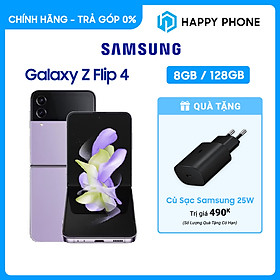 CHÍNH HÃNG - TRẢ GÓP 0%
HAPPY PHONE
SAMSUNG
Galaxy Z Flip 4
8GB / 128GB
QUÀ TẶNG
Củ Sạc Samsung 25W
Trị giá 490K
(Số Lượng Quà Tặng Có Hạn)